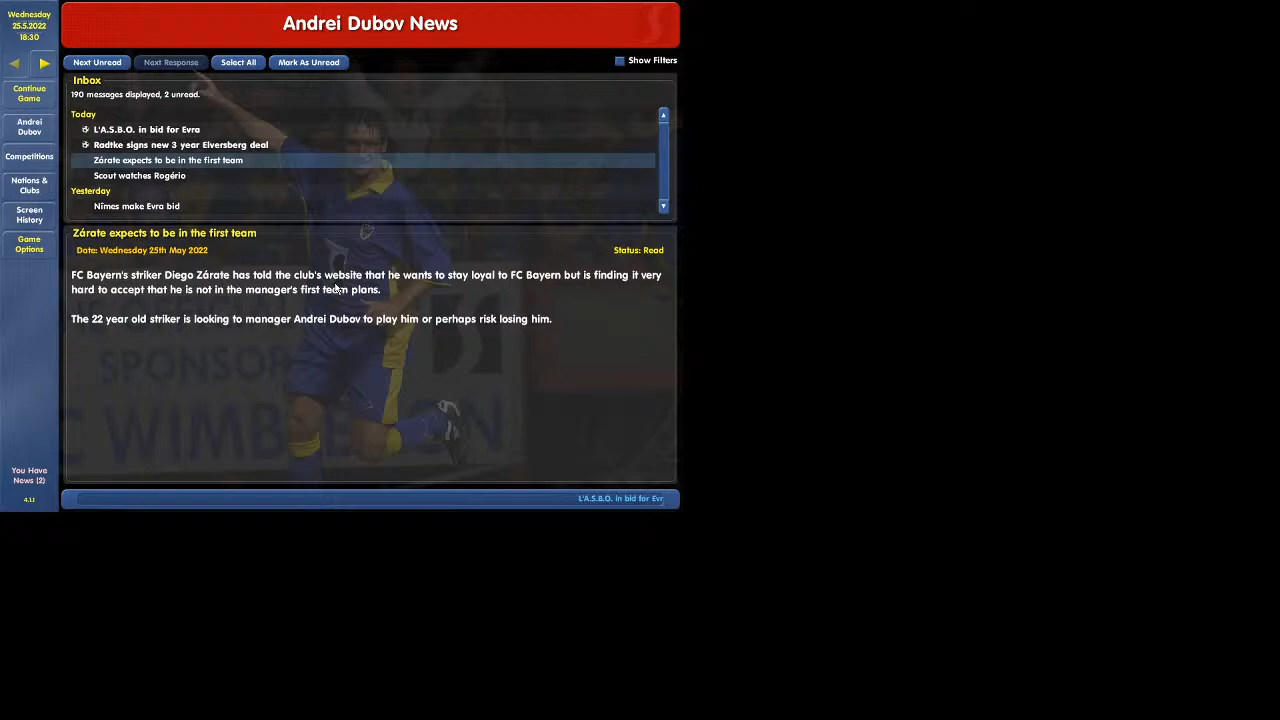 Wednesday
25.5.2022
18:30
Andrei Dubov News
Next Unread
Next Response
Select All
Mark As Unread
Show Filters
Continue
Game
Andrei
Dubov
Competitions
Nations &
Clubs
Screen
History
Game
Options
You Have
News (2)
4.1.1
Inbox
190 messages displayed, 2 unread.
Today
L'A.S.B.O. in bid for Evra
Radtke signs new 3 year Elversberg deal
Zárate expects to be in the first team
Scout watches Rogério
Yesterday
Nîmes make Evra bid
Zárate expects to be in the first team
Date: Wednesday 25th May 2022
Status: Read
FC Bayern's striker Diego Zárate has told the club's website that he wants to stay loyal to FC Bayern but is finding it very
hard to accept that he is not in the manager's first team plans.
The 22 year old striker is looking to manager Andrei Dubov to play him or perhaps risk losing him.
SPONSOR
L'A.S.B.O. in bid for Evr